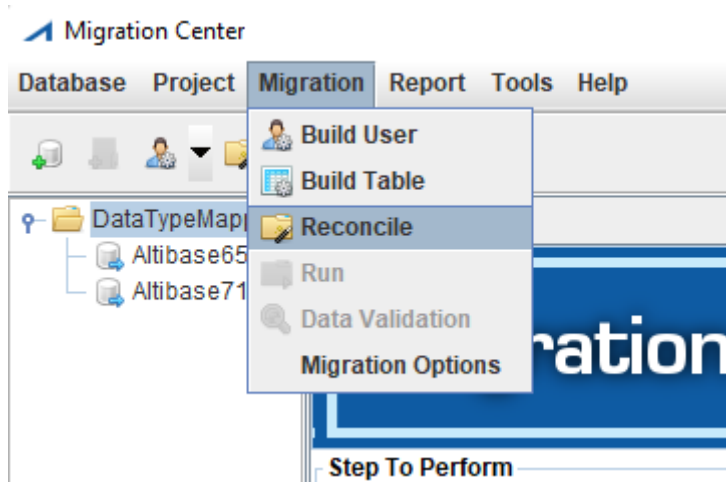 Migration Center
Database Project Migration Report Tools Help
Build User
Build Table
DataTypeMap
Reconcile
Altibase65
Run
Altibase71
Data Validation
Migration Options
ration
Step To Perform